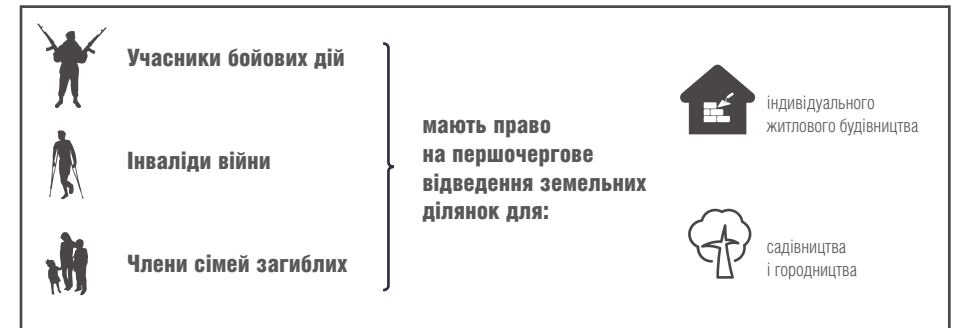 Учасники бойових дій
Інваліди війни
Члени сімей загиблих
мають право
на першочергове
відведення земельних
ділянок для:
індивідуального
житлового будівництва
садівництва
і городництва